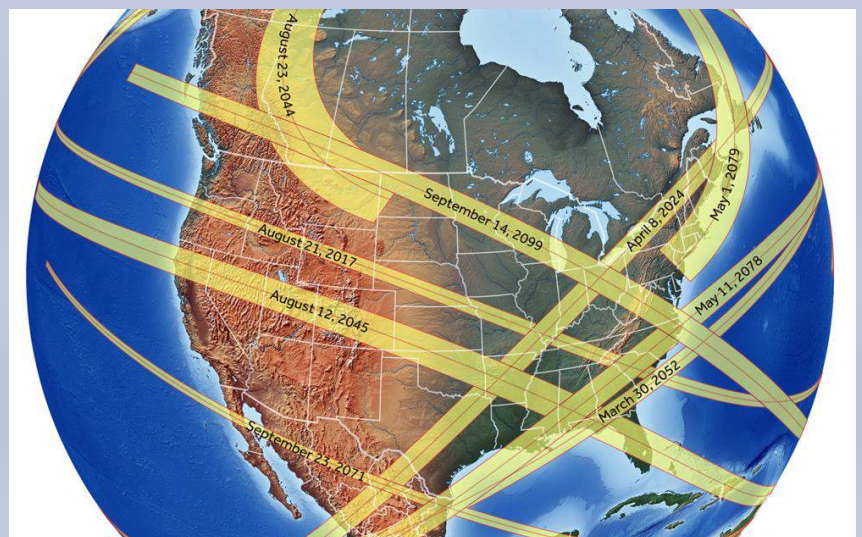 August 23, 2044
September 14, 2099
April 8, 2024
May 1, 2079
August 21, 2017
May 11, 2078
August 12, 2045
March 30, 2052
September 23, 2071